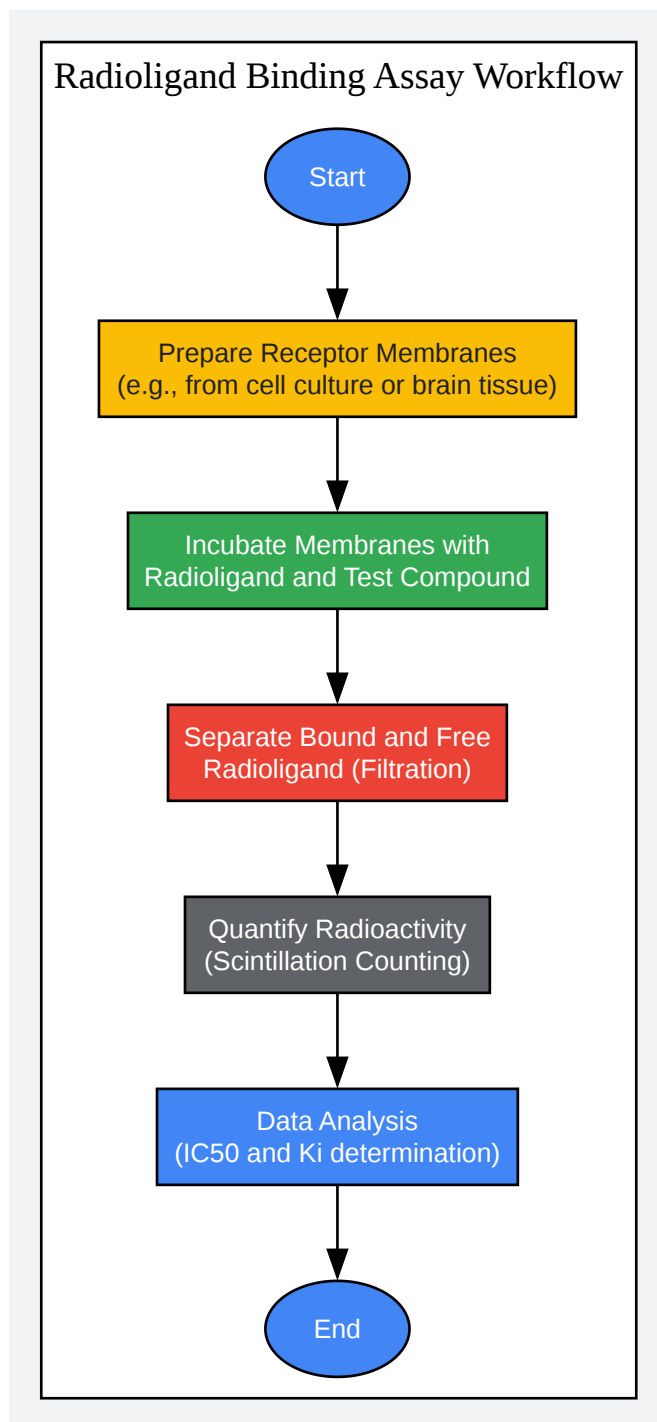 Radioligand Binding Assay Workflow
Start
Prepare Receptor Membranes
(e.g., from cell culture or brain tissue)
Incubate Membranes with
Radioligand and Test Compound
Separate Bound and Free
Radioligand (Filtration)
Quantify Radioactivity
(Scintillation Counting)
Data Analysis
(IC50 and Ki determination)
End